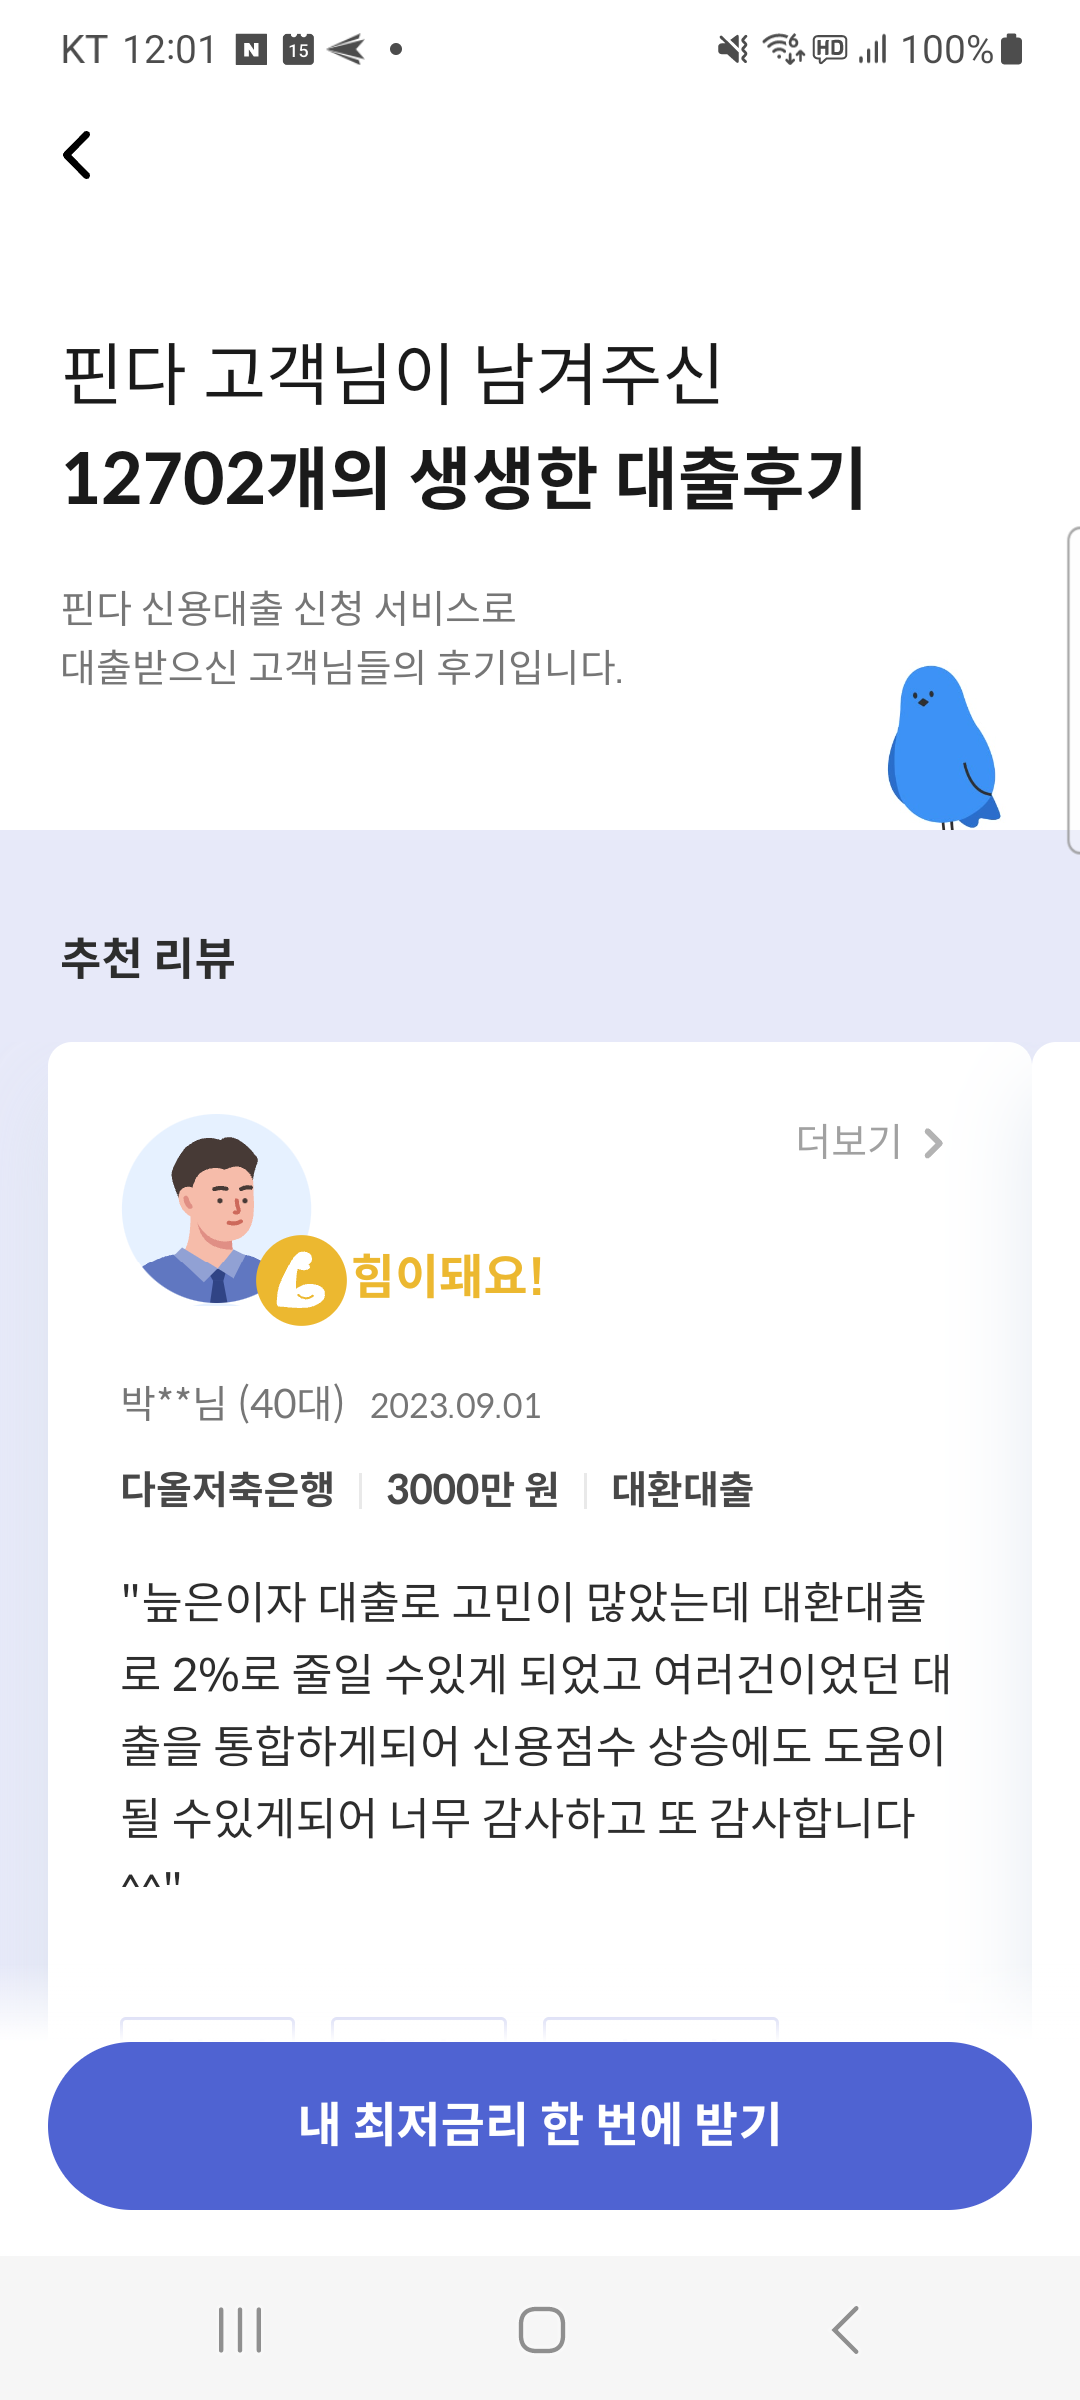 KT 12:01 N 15 6 HD 100%
핀다 고객님이 남겨주신
12702개의 생생한 대출후기
핀다 신용대출 신청 서비스로
대출받으신 고객님들의 후기입니다.
추천 리뷰
더보기
힘이돼요!
박**님 (40대) 2023.09.01
다올저축은행 3000만 원 대환대출
"늪은이자 대출로 고민이 많았는데 대환대출
로 2%로 줄일 수있게 되었고 여러건이었던 대
출을 통합하게되어 신용점수 상승에도 도움이
될 수있게되어 너무 감사하고 또 감사합니다
^^"
내 최저금리 한 번에 받기